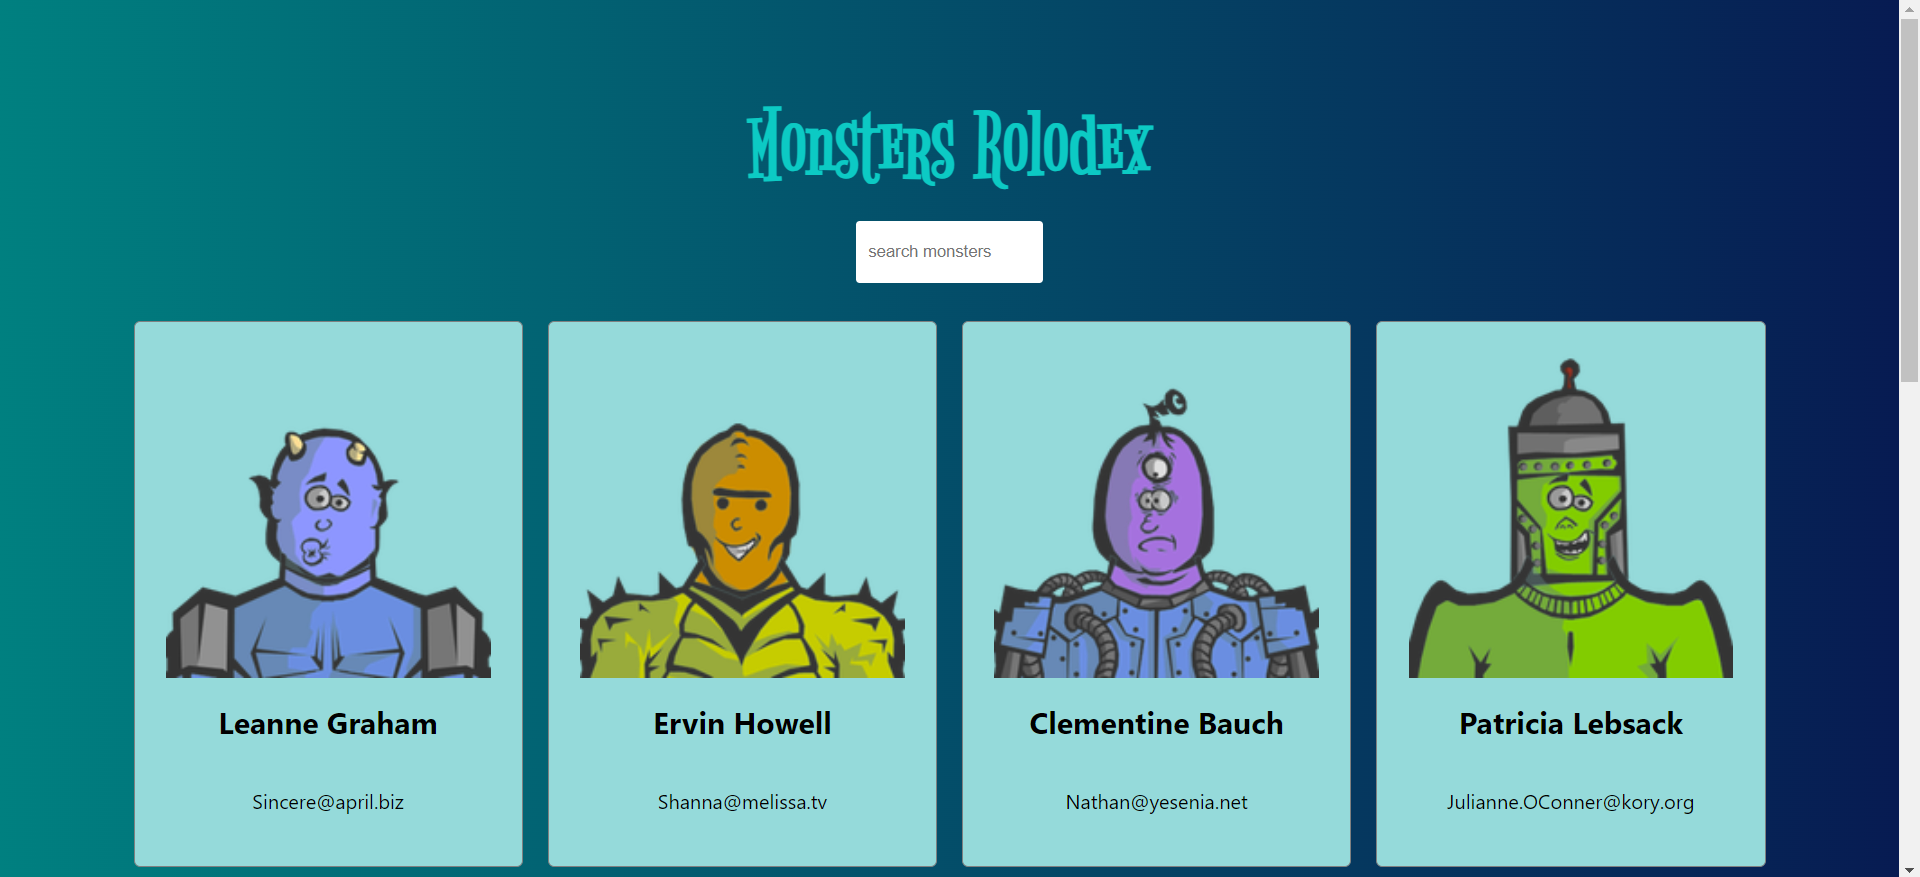 Monsters Rolodex
search monsters
Leanne Graham
Sincere@april.biz
Ervin Howell
Shanna@melissa.tv
Clementine Bauch
Nathan@yesenia.net
Patricia Lebsack
Julianne.OConner@kory.org